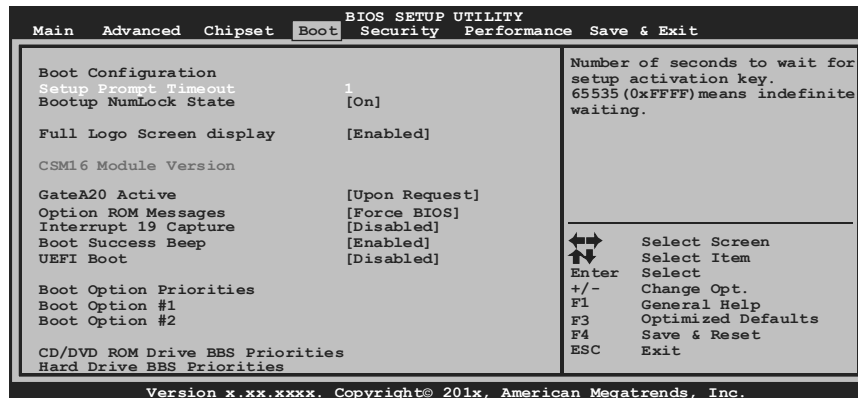 BIOS SETUP UTILITY
Main Advanced Chipset Boot Security Performance Save & Exit
Boot Configuration
Setup Prompt Timeout 1
Bootup NumLock State [On]
Full Logo Screen display [Enabled]
CSM16 Module Version
GateA20 Active [Upon Request]
Option ROM Messages [Force BIOS]
Interrupt 19 Capture [Disabled]
Boot Success Beep [Enabled]
UEFI Boot [Disabled]
Boot Option Priorities
Boot Option #1
Boot Option #2
CD/DVD ROM Drive BBS Priorities
Hard Drive BBS Priorities
Number of seconds to wait for
setup activation key.
65535(0xFFFF)means indefinite
waiting.
Select Screen
Select Item
Enter Select
+/- Change Opt.
F1 General Help
F3 Optimized Defaults
F4 Save & Reset
ESC Exit
Version x.xx.xxxx. Copyright© 201x, American Megatrends, Inc.